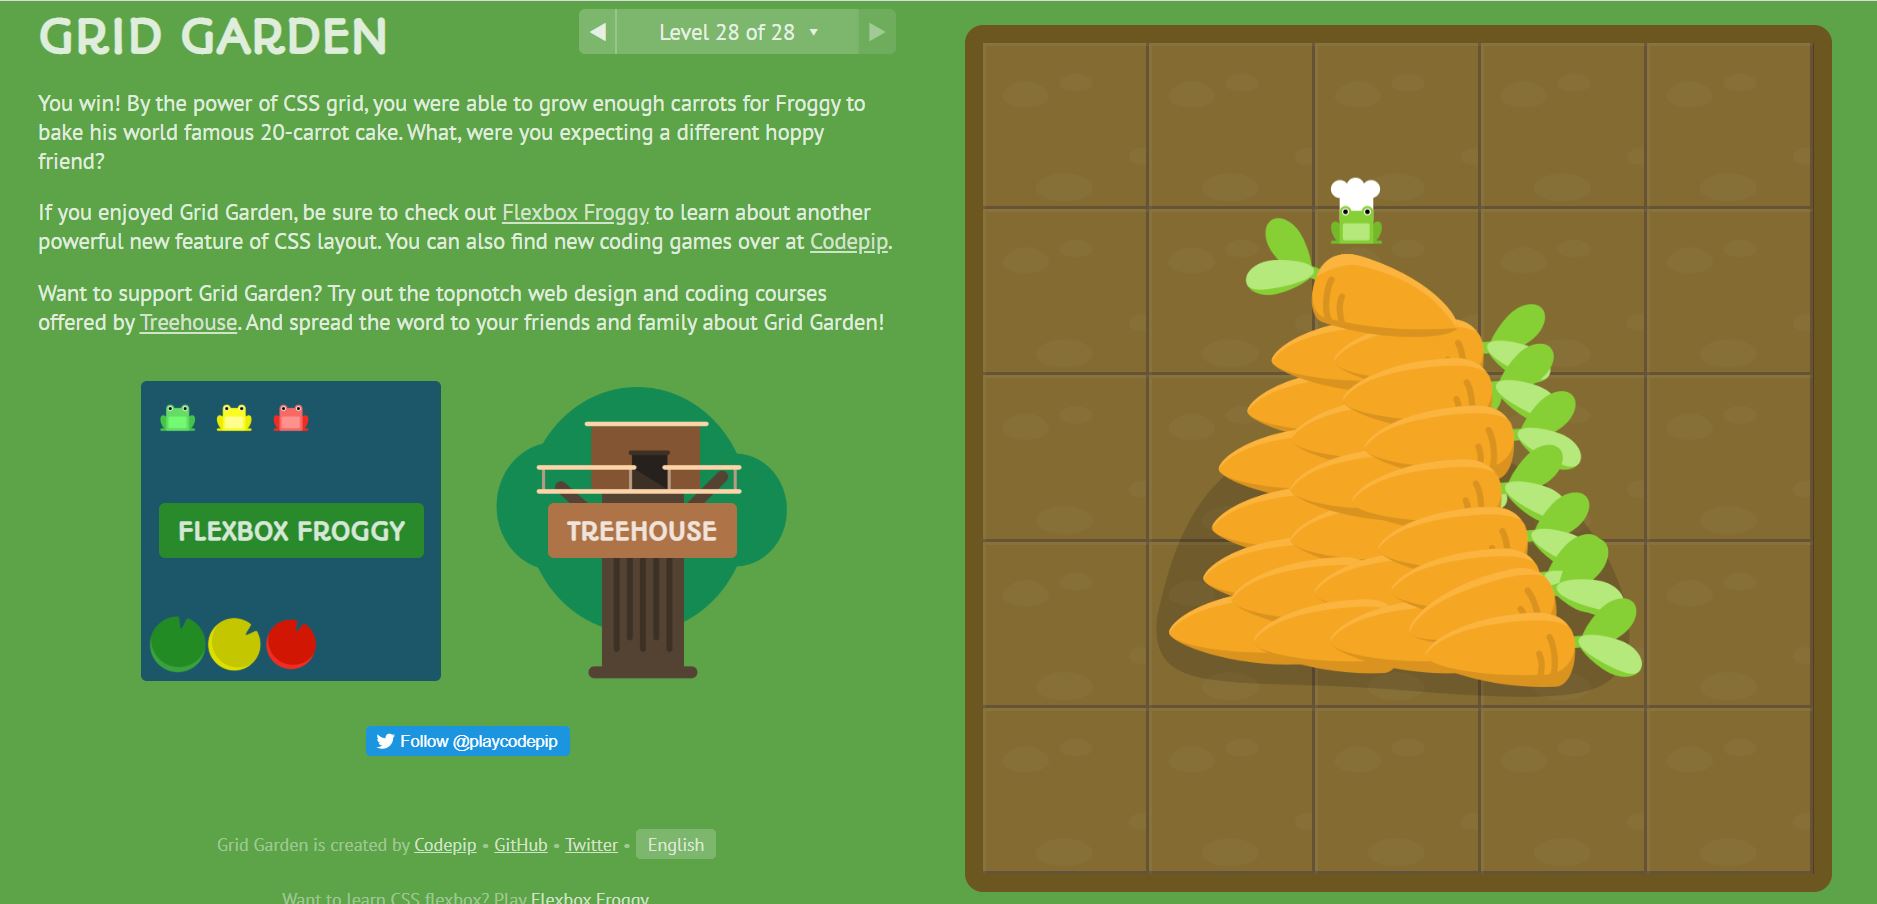 GRID GARDEN
Level 28 of 28
You win! By the power of CSS grid, you were able to grow enough carrots for Froggy to
bake his world famous 20-carrot cake. What, were you expecting a different hoppy
friend?
If you enjoyed Grid Garden, be sure to check out Flexbox Froggy to learn about another
powerful new feature of CSS layout. You can also find new coding games over at Codepip.
Want to support Grid Garden? Try out the topnotch web design and coding courses
offered by Treehouse. And spread the word to your friends and family about Grid Garden!
FLEXBOX FROGGY
TREEHOUSE
Follow @playcodepip
Grid Garden is created by Codepip • GitHub • Twitter • English
Want to learn CSS flexbox? Play Flexbox Froggy